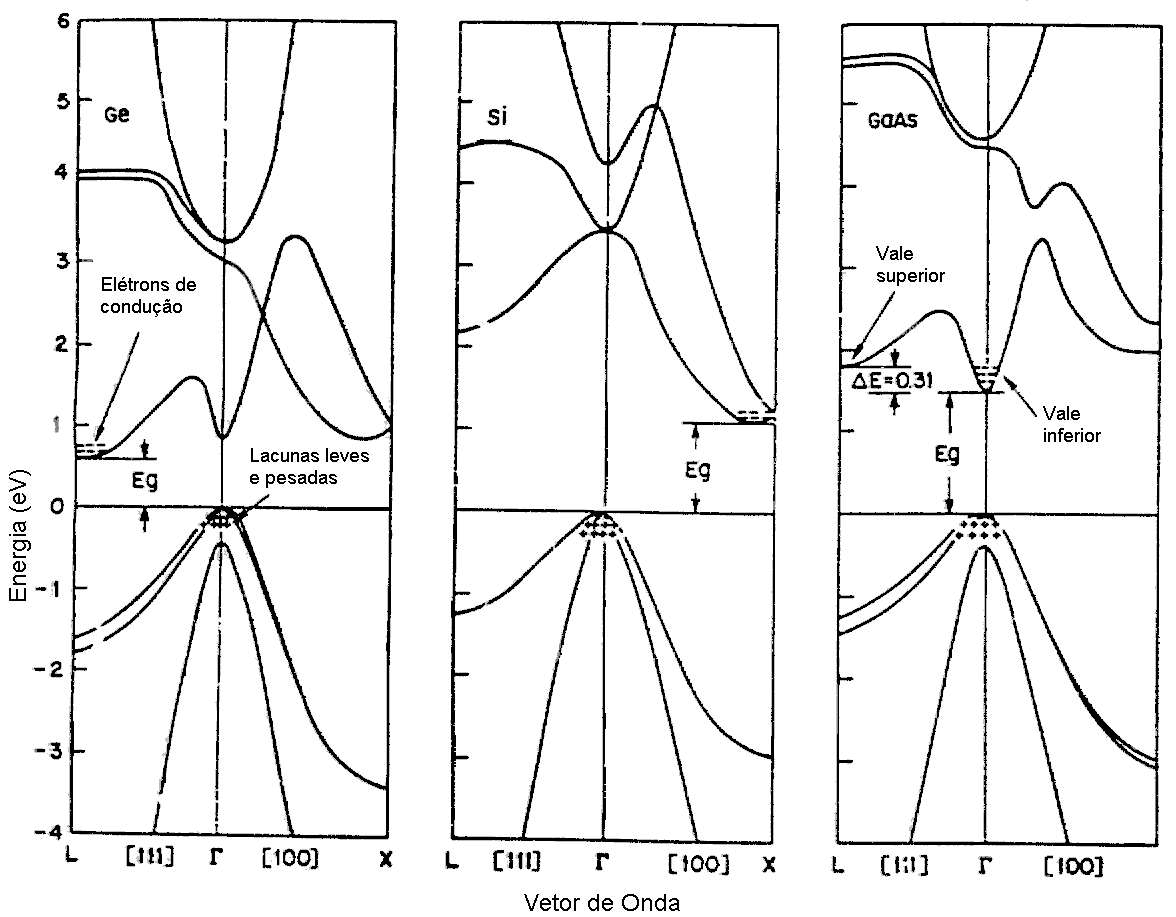 6
5
4
3
2
1
0
-1
-2
-3
-4
Energia (eV)
Ge
Elétrons de
condução
Eg
Lacunas leves
e pesadas
L [111] Γ [100] X
Si
Eg
L [111] Γ [100] X
GaAs
Vale
superior
ΔE=0.31
Vale
inferior
Eg
L [111] Γ [100]
Vetor de Onda